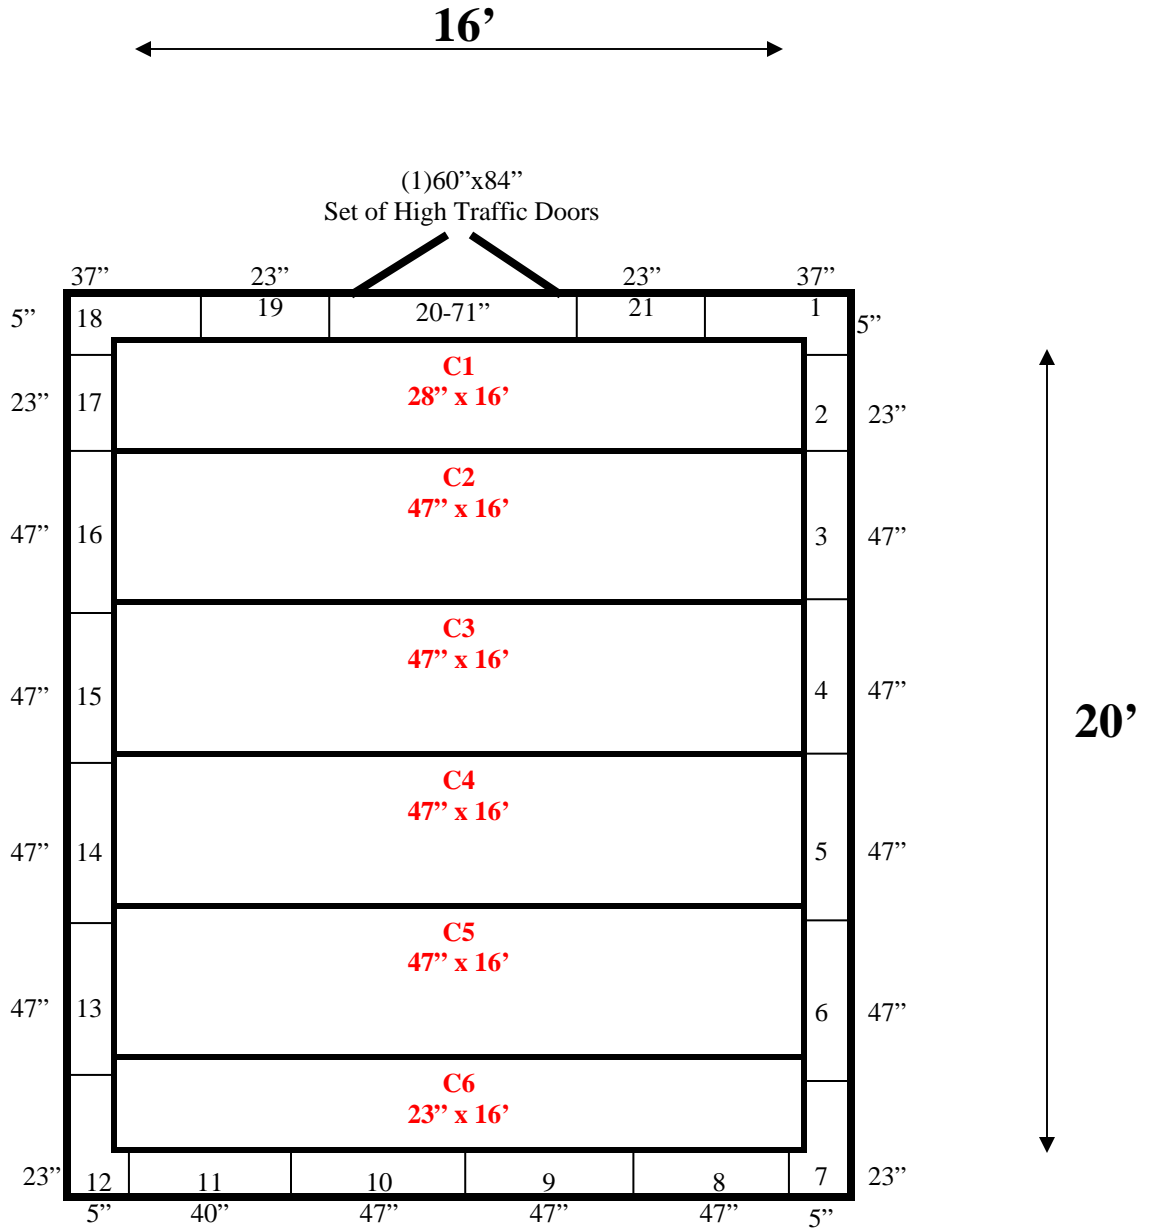 16’
(1)60”x84”
Set of High Traffic Doors
37” 23” 23” 37”
5” 18 19 20-71” 21 1 5”
C1
28” x 16’
23” 17 2 23”
C2
47” x 16’
47” 16 3 47”
C3
47” x 16’
47” 15 4 47”
20’
C4
47” x 16’
47” 14 5 47”
C5
47” x 16’
47” 13 6 47”
C6
23” x 16’
23” 12 11 10 9 8 7 23”
5” 40” 47” 47” 47” 5”